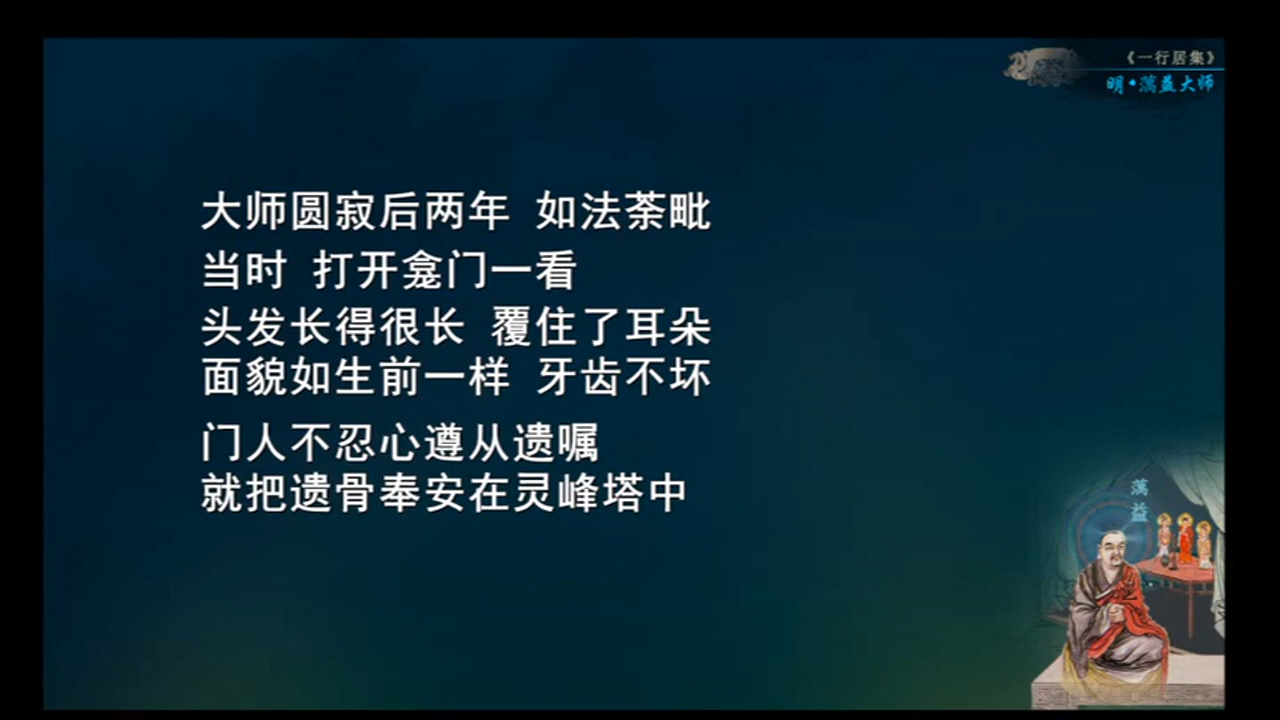 《一行居集》
明·蕅益大师
大师圆寂后两年 如法荼毗
当时 打开龛门一看
头发长得很长 覆住了耳朵
面貌如生前一样 牙齿不坏
门人不忍心遵从遗嘱
就把遗骨奉安在灵峰塔中
蕅益